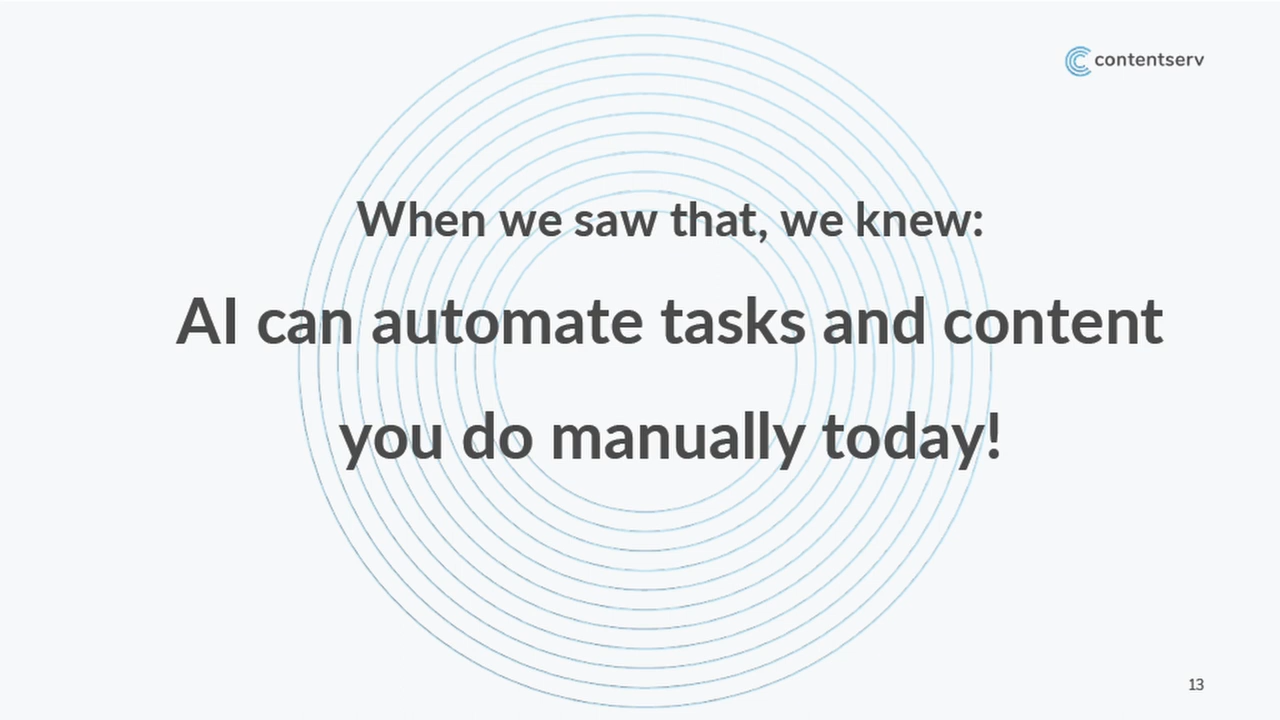 contentserv
When we saw that, we knew:
AI can automate tasks and content
you do manually today!
13